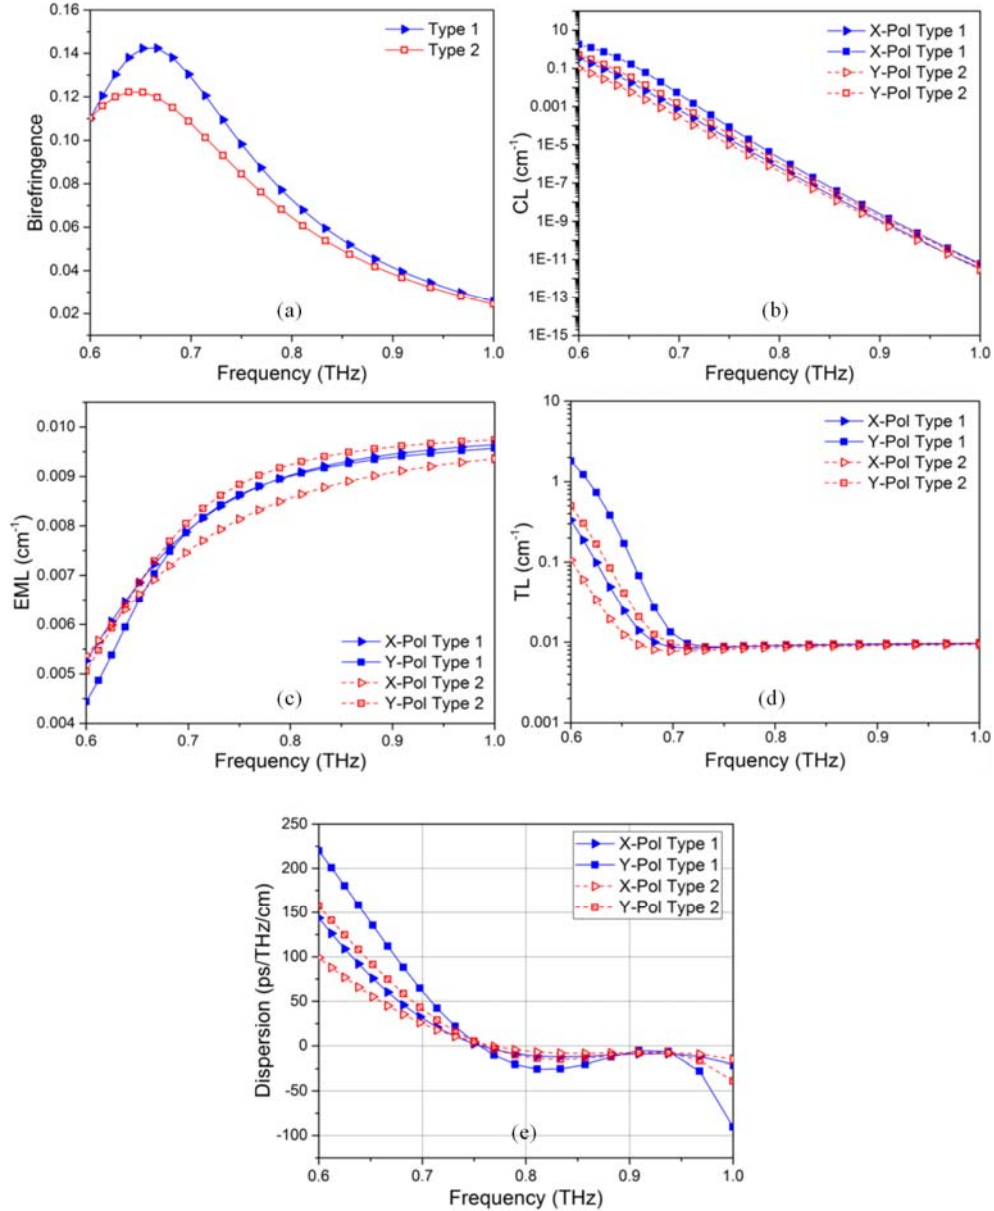 Type 1
Type 2
0.16
0.14
0.12
0.10
0.08
0.06
0.04
0.02
Birefringence
(a)
0.6
0.7
0.8
0.9
1.0
Frequency (THz)
X-Pol Type 1
X-Pol Type 1
Y-Pol Type 2
Y-Pol Type 2
10
0.1
0.001
1E-5
1E-7
1E-9
1E-11
1E-13
1E-15
CL (cm⁻¹)
(b)
0.6
0.7
0.8
0.9
1.0
Frequency (THz)
0.010
0.009
0.008
0.007
0.006
0.005
0.004
EML (cm⁻¹)
X-Pol Type 1
Y-Pol Type 1
X-Pol Type 2
Y-Pol Type 2
(c)
0.6
0.7
0.8
0.9
1.0
Frequency (THz)
10
1
0.1
0.01
0.001
TL (cm⁻¹)
X-Pol Type 1
Y-Pol Type 1
X-Pol Type 2
Y-Pol Type 2
(d)
0.6
0.7
0.8
0.9
1.0
Frquency (THz)
250
200
150
100
50
0
-50
-100
Dispersion (ps/THz/cm)
X-Pol Type 1
Y-Pol Type 1
X-Pol Type 2
Y-Pol Type 2
(e)
0.6
0.7
0.8
0.9
1.0
Frequency (THz)